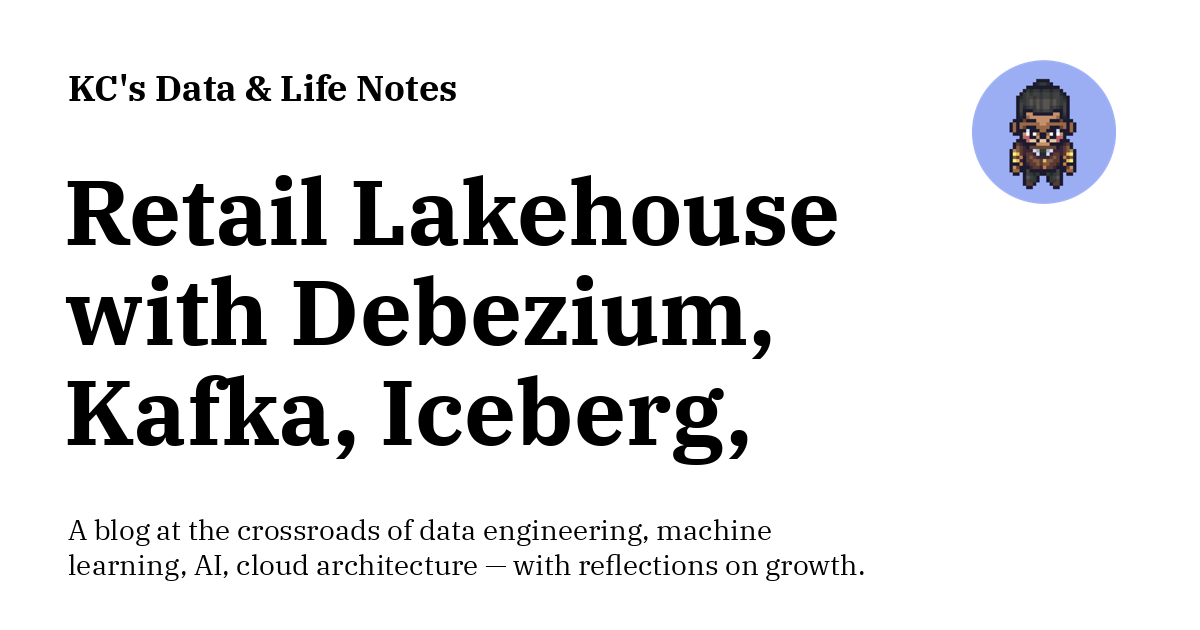 KC's Data & Life Notes
Retail Lakehouse
with Debezium,
Kafka, Iceberg,
A blog at the crossroads of data engineering, machine
learning, AI, cloud architecture — with reflections on growth.